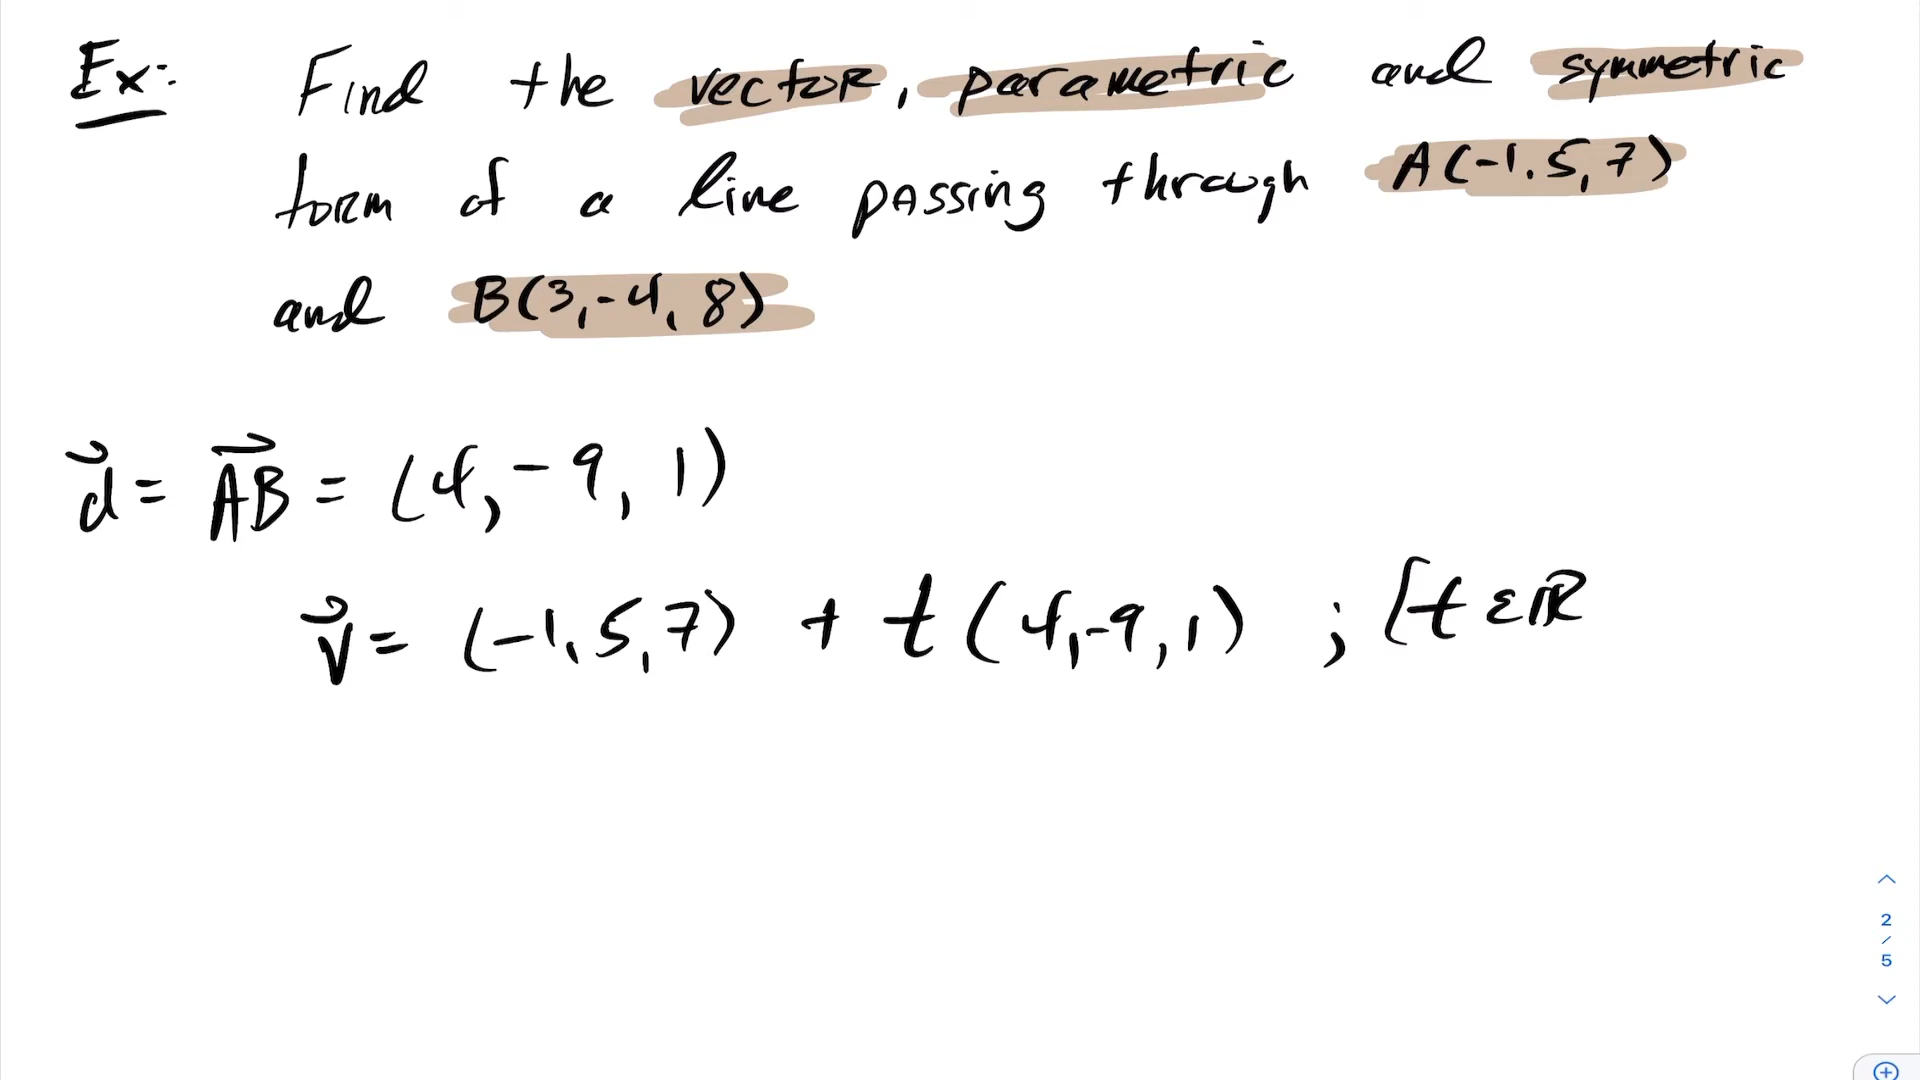 Ex: Find the vector, parametric and symmetric
form of a line passing through A(-1,5,7)
and B(3,-4,8)
d⃗ = A⃗B⃗ = (4,-9,1)
v⃗ = (-1,5,7) + t(4,-9,1) ; [t ε ℝ
2
/
5